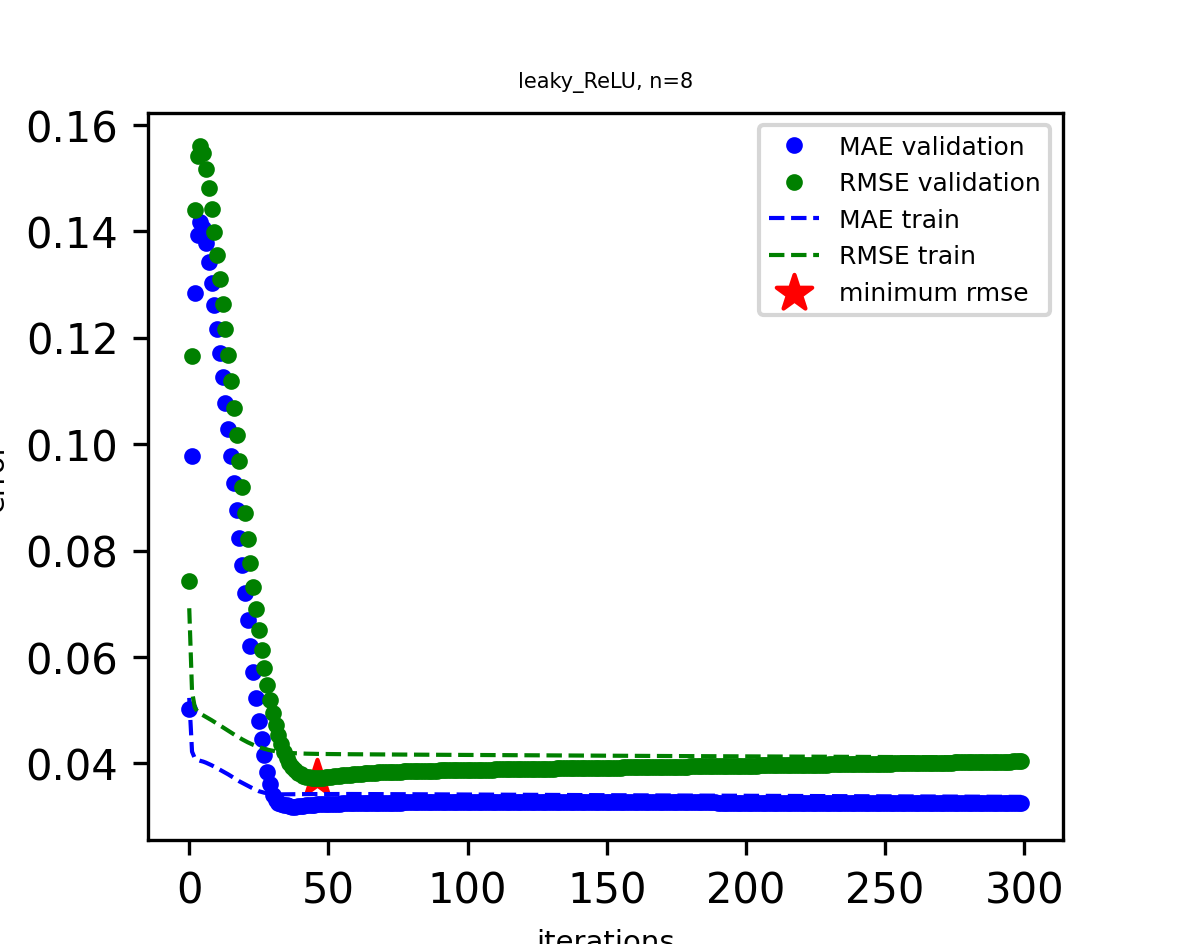 leaky_ReLU, n=8
0.16
0.14
0.12
0.10
0.08
0.06
0.04
MAE validation
RMSE validation
MAE train
RMSE train
minimum rmse
0 50 100 150 200 250 300
iterations